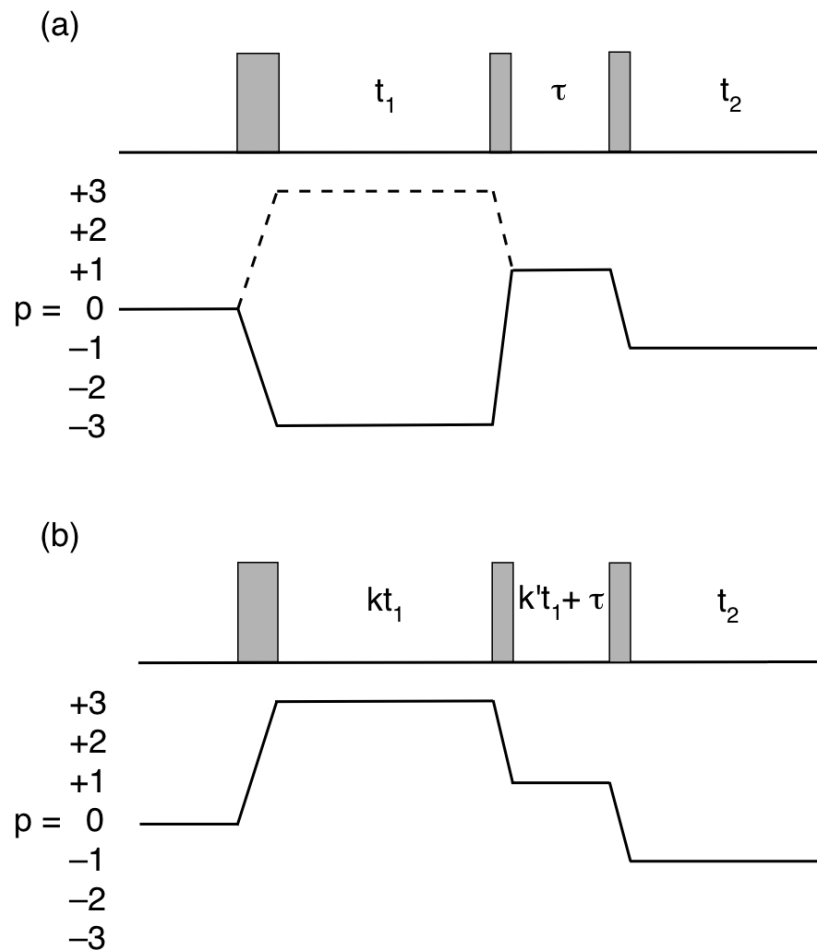 (a)
t₁ τ t₂
+3
+2
+1
p = 0
−1
−2
−3
(b)
kt₁ k't₁ + τ t₂
+3
+2
+1
p = 0
−1
−2
−3